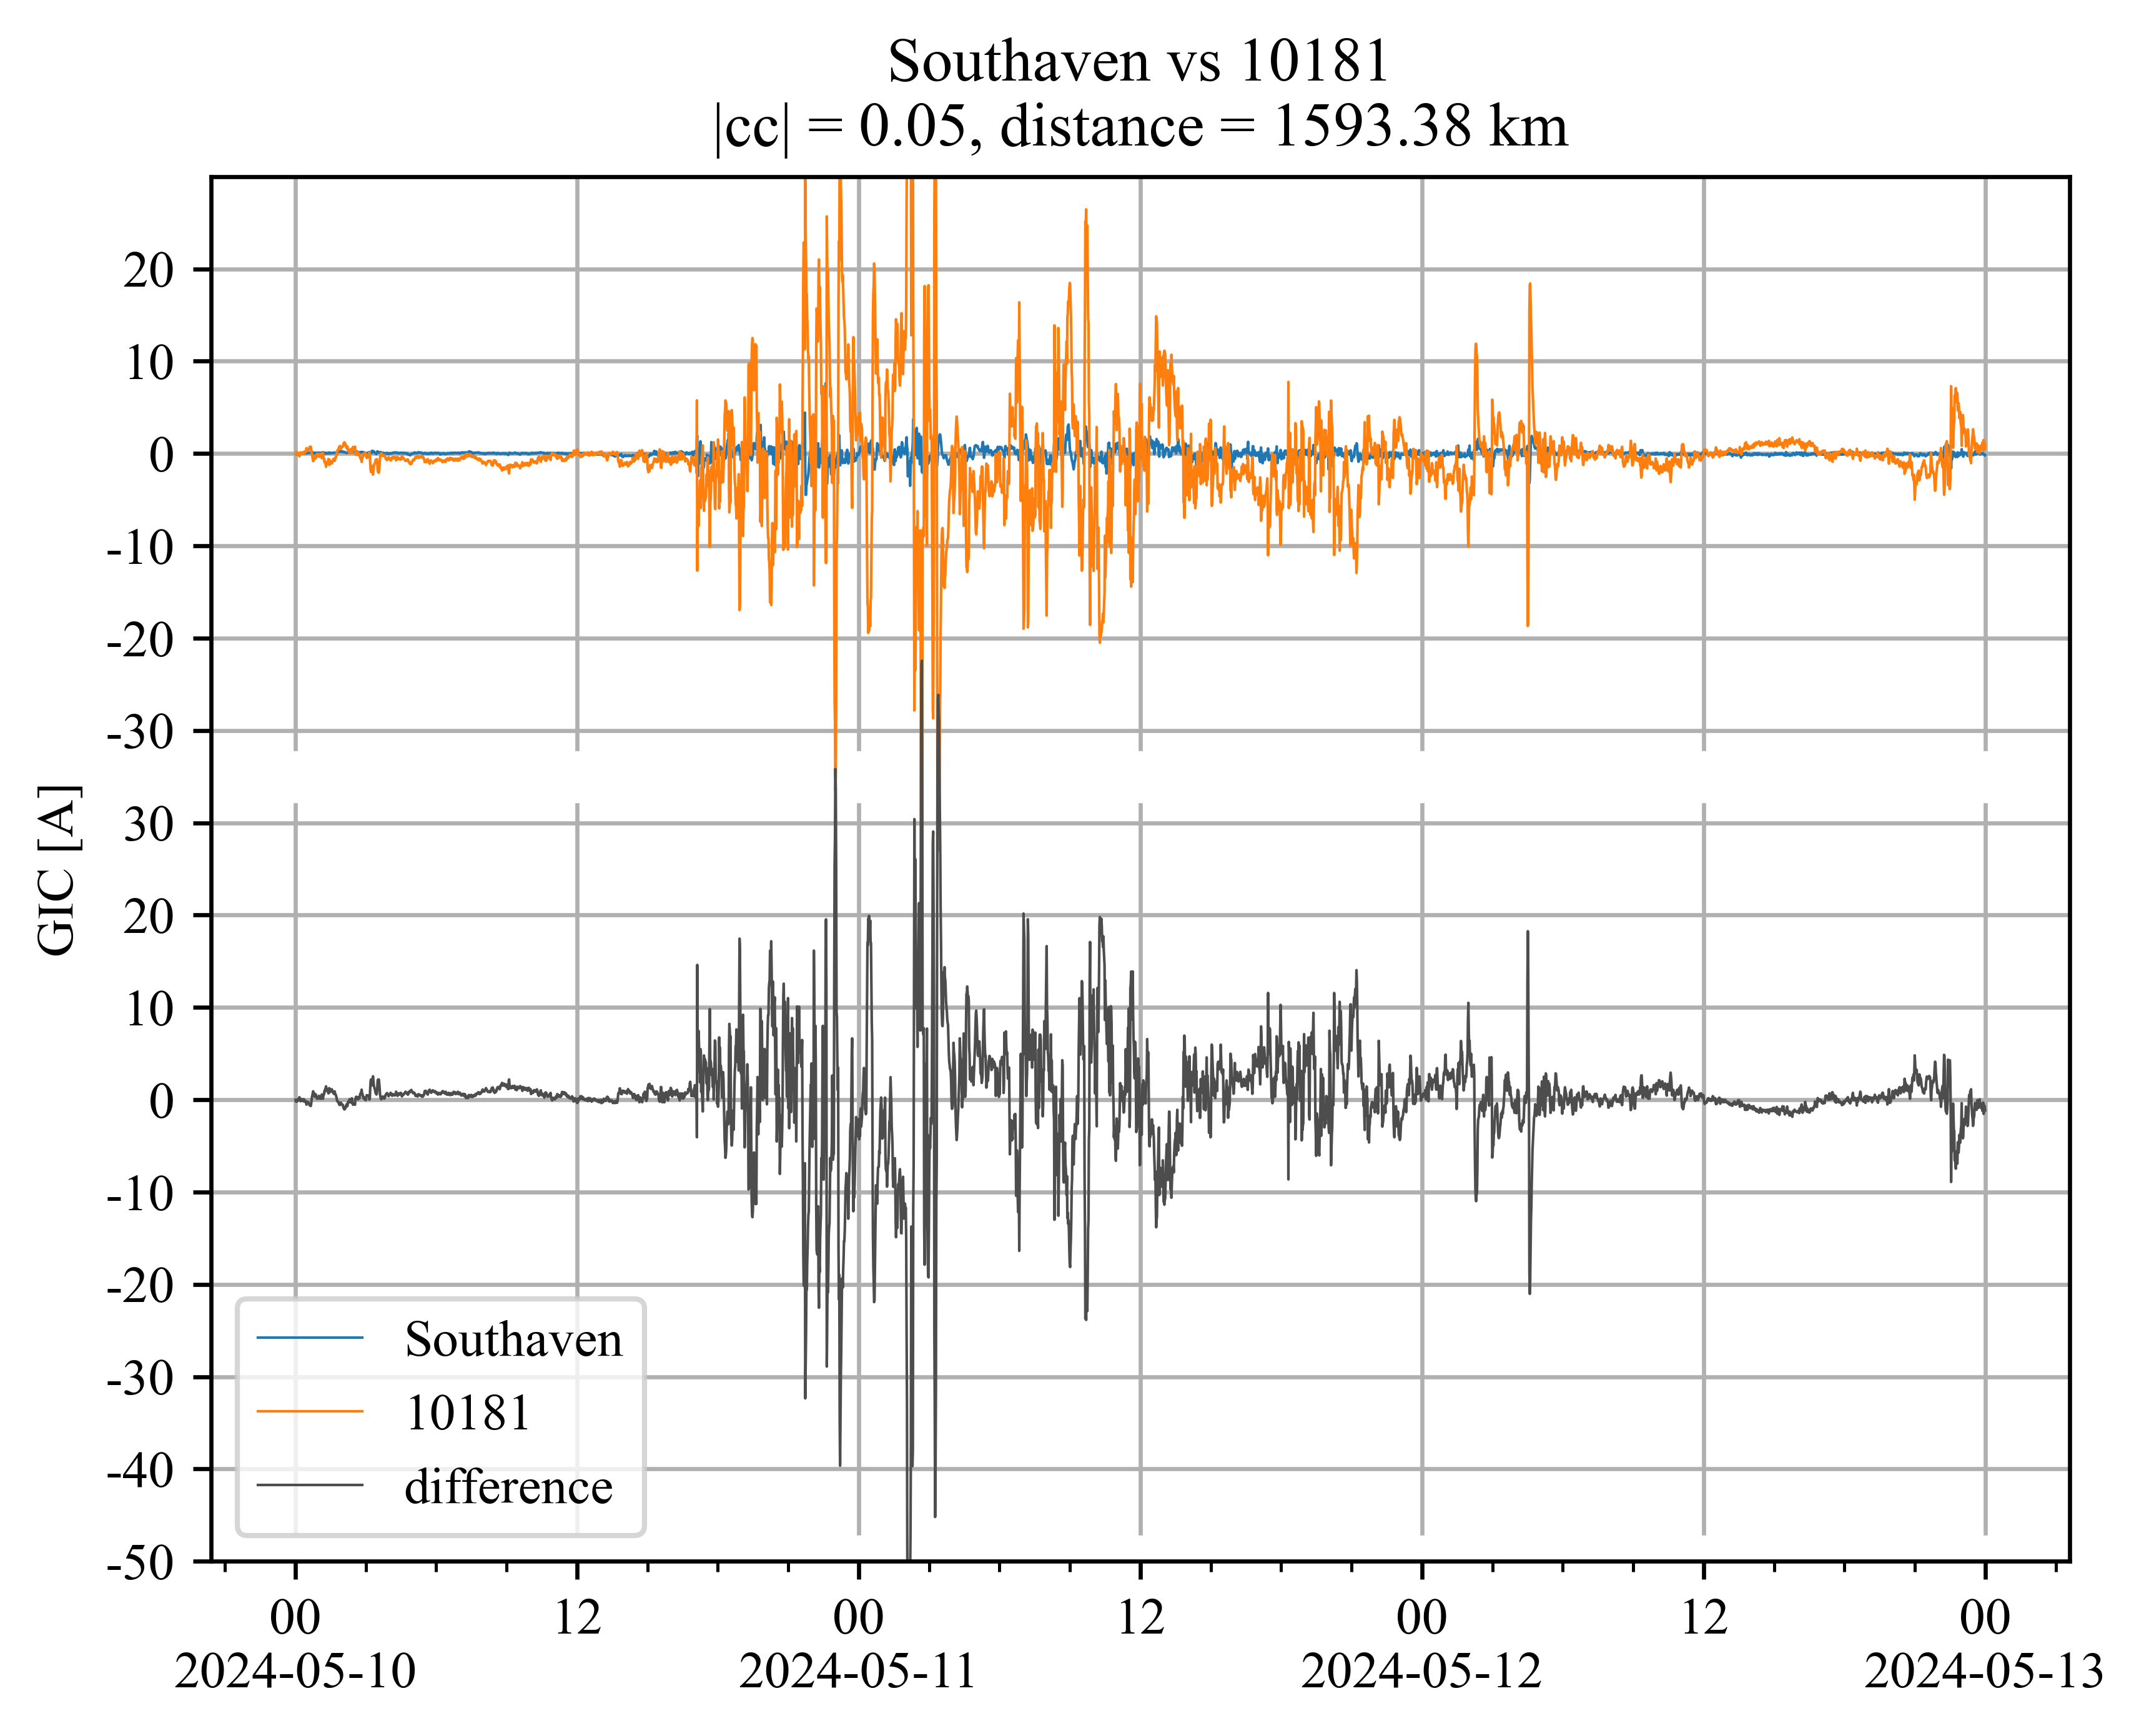 Southaven vs 10181
|cc| = 0.05, distance = 1593.38 km
GIC [A]
20
10
0
-10
-20
-30
30
20
10
0
-10
-20
-30
-40
-50
Southaven
10181
difference
00 12 00 12 00 12 00
2024-05-10 2024-05-11 2024-05-12 2024-05-13